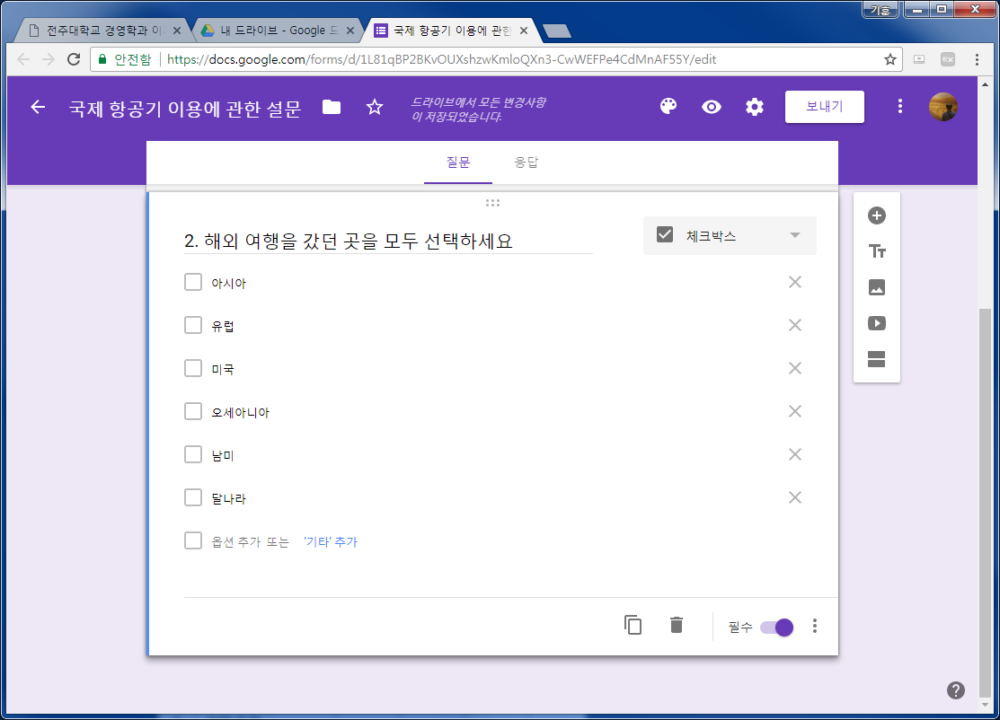 기훈
전주대학교 경영학과 이
내 드라이브 - Google 드
국제 항공기 이용에 관한
안전함
https://docs.google.com/forms/d/1L81qBP2BKvOUXshzwKmloQXn3-CwWEFPe4CdMnAF55Y/edit
국제 항공기 이용에 관한 설문
드라이브에서 모든 변경사항
이 저장되었습니다.
보내기
질문
응답
2. 해외 여행을 갔던 곳을 모두 선택하세요
체크박스
아시아
유럽
미국
오세아니아
남미
달나라
옵션 추가 또는 '기타' 추가
필수